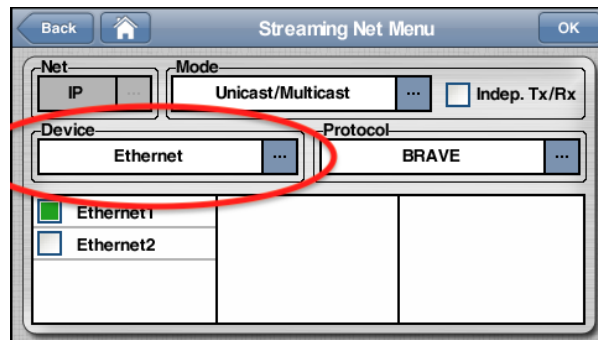 Back
Streaming Net Menu
OK
Net
Mode
IP
...
Unicast/Multicast
...
Indep. Tx/Rx
Device
Protocol
Ethernet
...
BRAVE
...
Ethernet1
Ethernet2